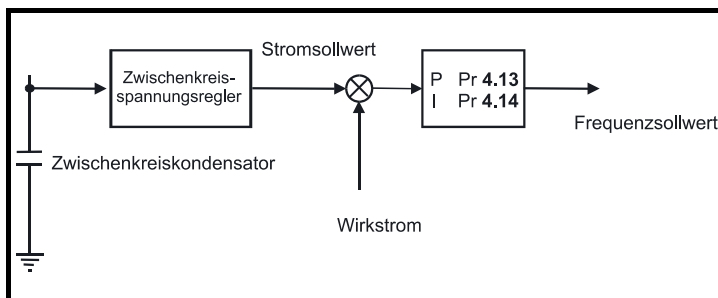 Stromsollwert
Zwischenkreis-
spannungsregler
P Pr 4.13
I Pr 4.14
Frequenzsollwert
Zwischenkreiskondensator
Wirkstrom